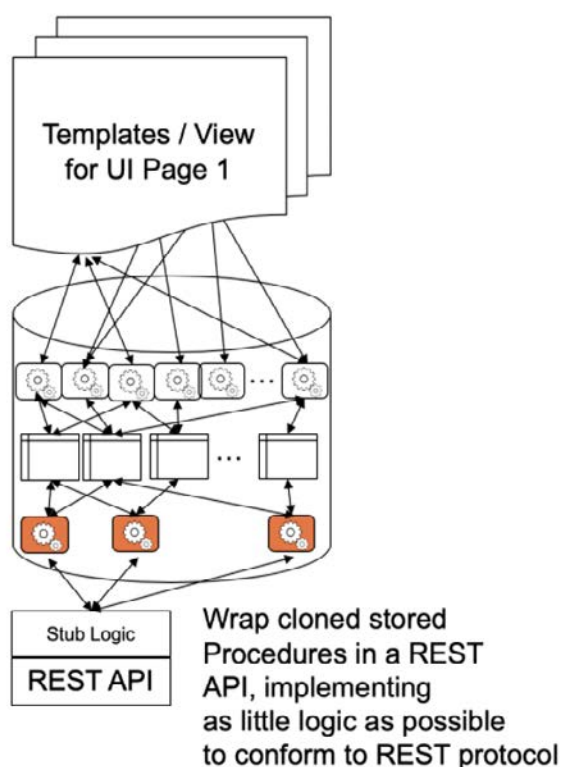 Templates / View
for UI Page 1
...
...
Stub Logic
REST API
Wrap cloned stored
Procedures in a REST
API, implementing
as little logic as possible
to conform to REST protocol